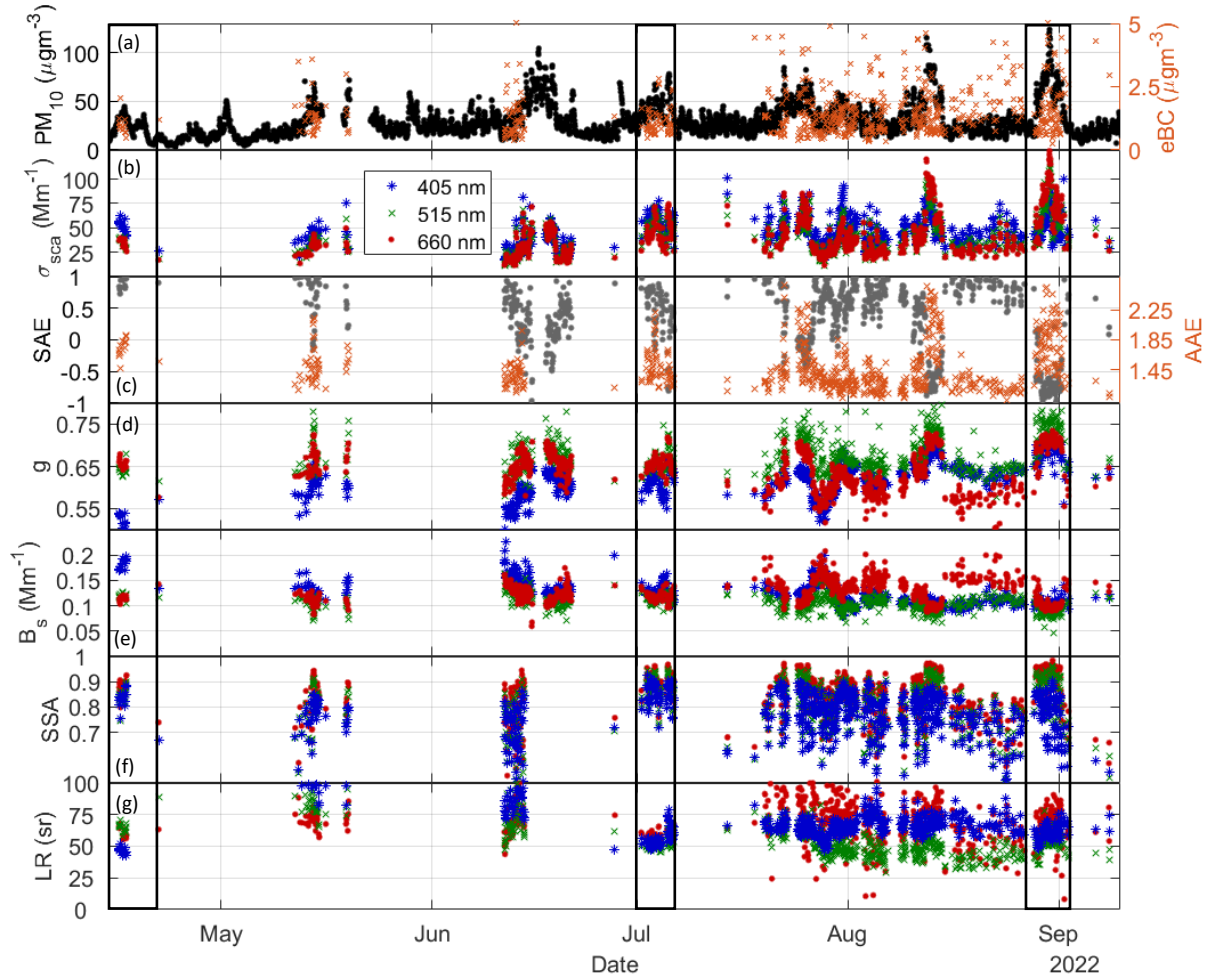 (a)
PM10 (μgm-3)
100
50
0
5
2.5
0
eBC (μgm-3)
(b)
σsca (Mm-1)
100
75
50
25
405 nm
515 nm
660 nm
1
0.5
0
-0.5
-1
SAE
(c)
2.25
1.85
1.45
AAE
(d)
0.75
0.65
0.55
g
0.2
0.15
0.1
0.05
Bs (Mm-1)
(e)
1
0.9
0.8
0.7
SSA
(f)
100
75
50
25
0
LR (sr)
(g)
May
Jun
Jul
Aug
Sep
Date
2022